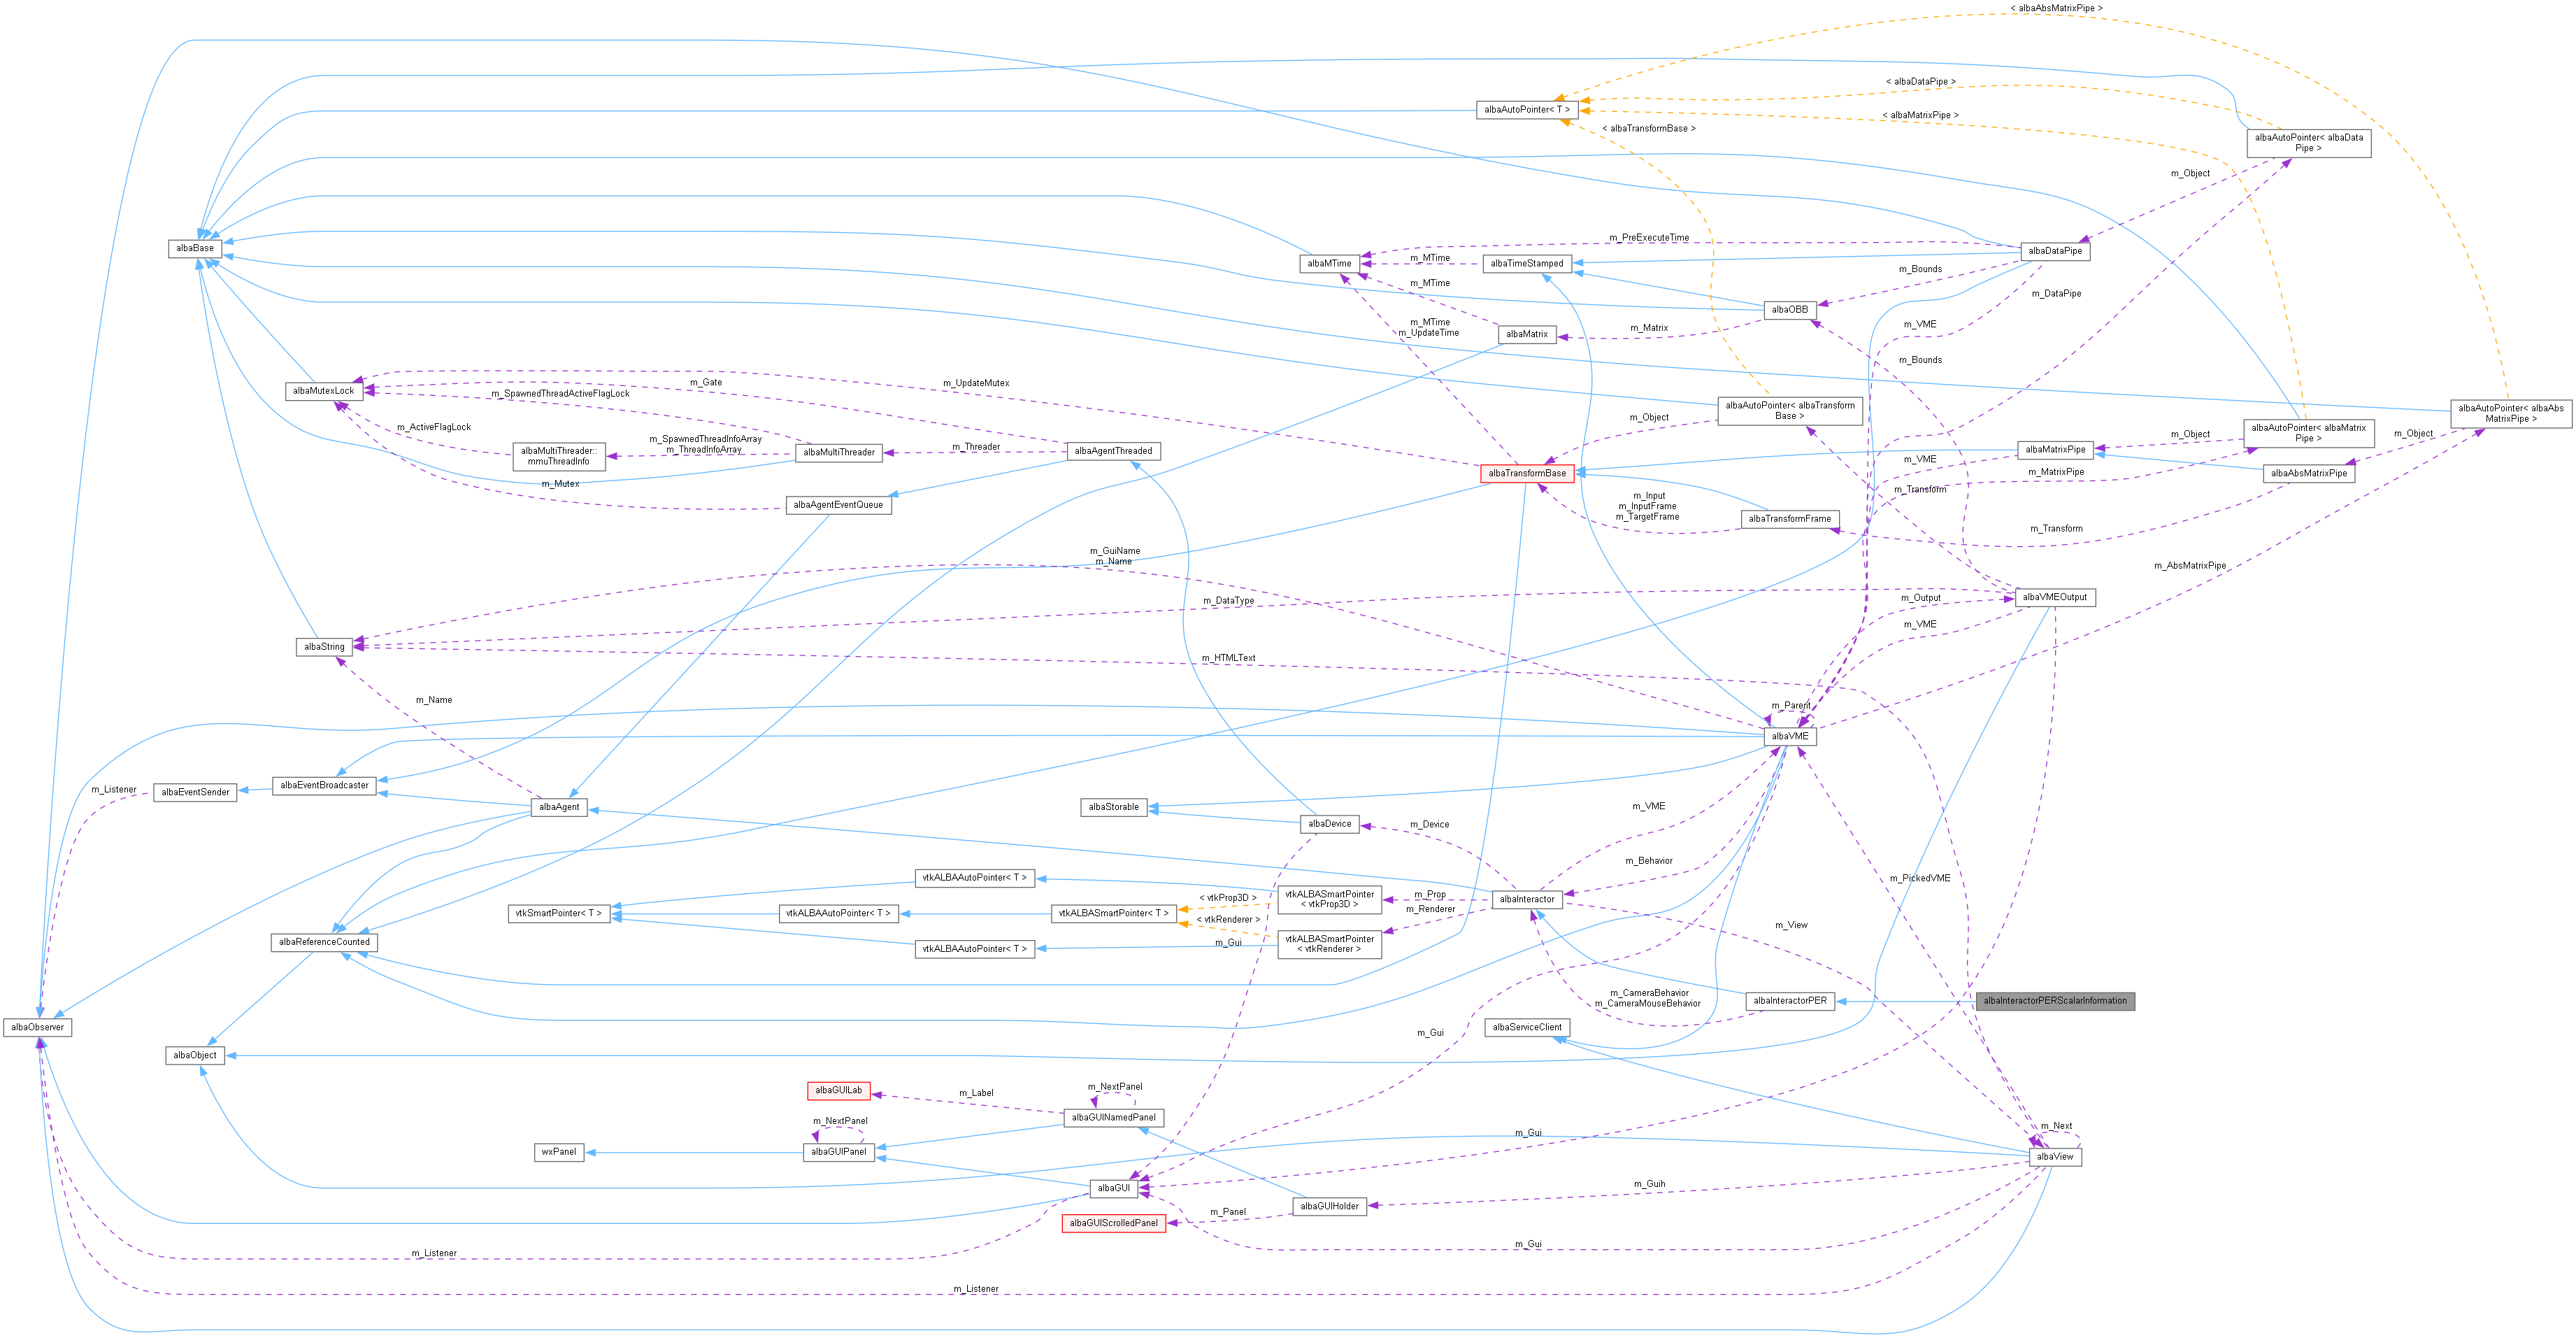 < albaAbsMatrixPipe >
< albaDataPipe >
albaAutoPointer< T >
< albaMatrixPipe >
< albaTransformBase >
albaAutoPointer< albaData
Pipe >
m_Object
albaBase
m_PreExecuteTime
albaDataPipe
albaMTime
m_MTime
albaTimeStamped
m_Bounds
m_MTime
m_DataPipe
albaOBB
m_MTime
m_UpdateTime
albaMatrix
m_Matrix
m_VME
m_Bounds
m_UpdateMutex
m_Gate
albaMutexLock
m_SpawnedThreadActiveFlagLock
albaAutoPointer< albaTransform
Base >
albaAutoPointer< albaAbs
MatrixPipe >
m_Object
m_ActiveFlagLock
albaMultiThreader::
mmuThreadInfo
m_SpawnedThreadInfoArray
m_ThreadInfoArray
albaMultiThreader
m_Threader
albaAgentThreaded
albaAutoPointer< albaMatrix
Pipe >
m_Object
m_Object
albaMatrixPipe
albaTransformBase
m_VME
m_MatrixPipe
albaAbsMatrixPipe
m_Mutex
albaAgentEventQueue
m_Transform
m_Input
m_InputFrame
m_TargetFrame
albaTransformFrame
m_Transform
m_GuiName
m_Name
m_AbsMatrixPipe
m_DataType
m_Output
albaVMEOutput
m_VME
albaString
m_HTMLText
m_Name
m_Parent
albaVME
albaEventSender
albaEventBroadcaster
m_Listener
albaAgent
albaStorable
albaDevice
m_Device
m_VME
m_Behavior
vtkALBAAutoPointer< T >
vtkALBASmartPointer
< vtkProp3D >
m_Prop
albaInteractor
m_PickedVME
vtkSmartPointer< T >
vtkALBAAutoPointer< T >
vtkALBASmartPointer< T >
< vtkProp3D >
< vtkRenderer >
m_Renderer
m_View
albaReferenceCounted
vtkALBAAutoPointer< T >
m_Gui
vtkALBASmartPointer
< vtkRenderer >
m_CameraBehavior
m_CameraMouseBehavior
albaInteractorPER
albaInteractorPERScalarInformation
albaObserver
albaServiceClient
m_Gui
albaObject
albaGUILab
m_Label
m_NextPanel
albaGUINamedPanel
m_NextPanel
m_Gui
m_Next
wxPanel
albaGUIPanel
albaView
albaGUI
m_Guih
albaGUIHolder
albaGUIScrolledPanel
m_Panel
m_Listener
m_Gui
m_Listener